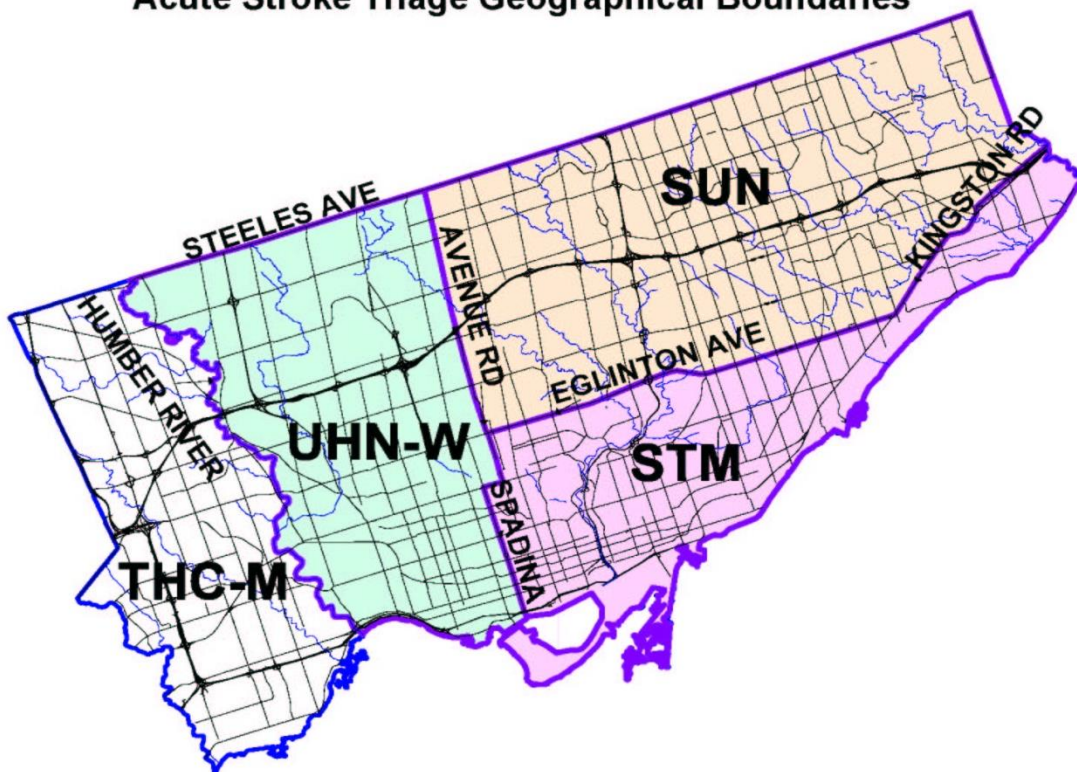 Acute Stroke Triage Geographical Boundaries
STEELES AVE
SUN
KINGSTON RD
AVENNE RD
HUMBER RIVER
EGLINTON AVE
UHN-W
STM
SPADINA
THC-M